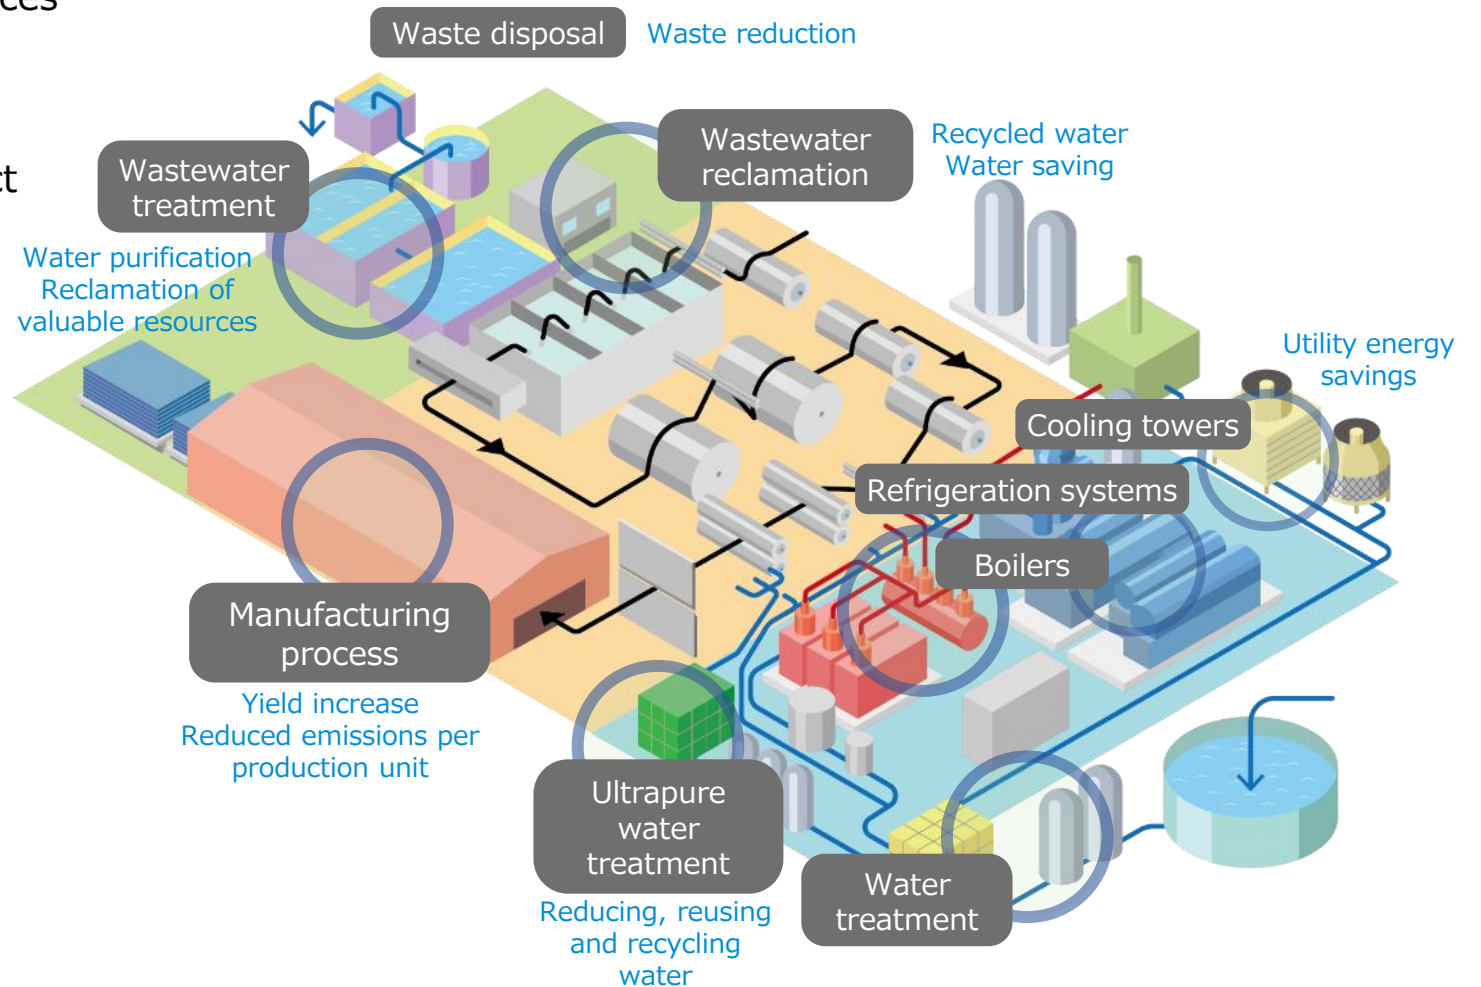 Waste disposal
Waste reduction
Wastewater
reclamation
Recycled water
Water saving
Wastewater
treatment
Water purification
Reclamation of
valuable resources
Utility energy
savings
Cooling towers
Refrigeration systems
Boilers
Manufacturing
process
Yield increase
Reduced emissions per
production unit
Ultrapure
water
treatment
Reducing, reusing
and recycling
water
Water
treatment